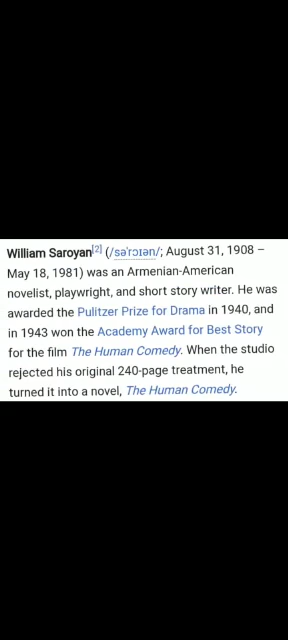 William Saroyan[2] (/səˈrɔɪən/; August 31, 1908 –
May 18, 1981) was an Armenian-American
novelist, playwright, and short story writer. He was
awarded the Pulitzer Prize for Drama in 1940, and
in 1943 won the Academy Award for Best Story
for the film The Human Comedy. When the studio
rejected his original 240-page treatment, he
turned it into a novel, The Human Comedy.